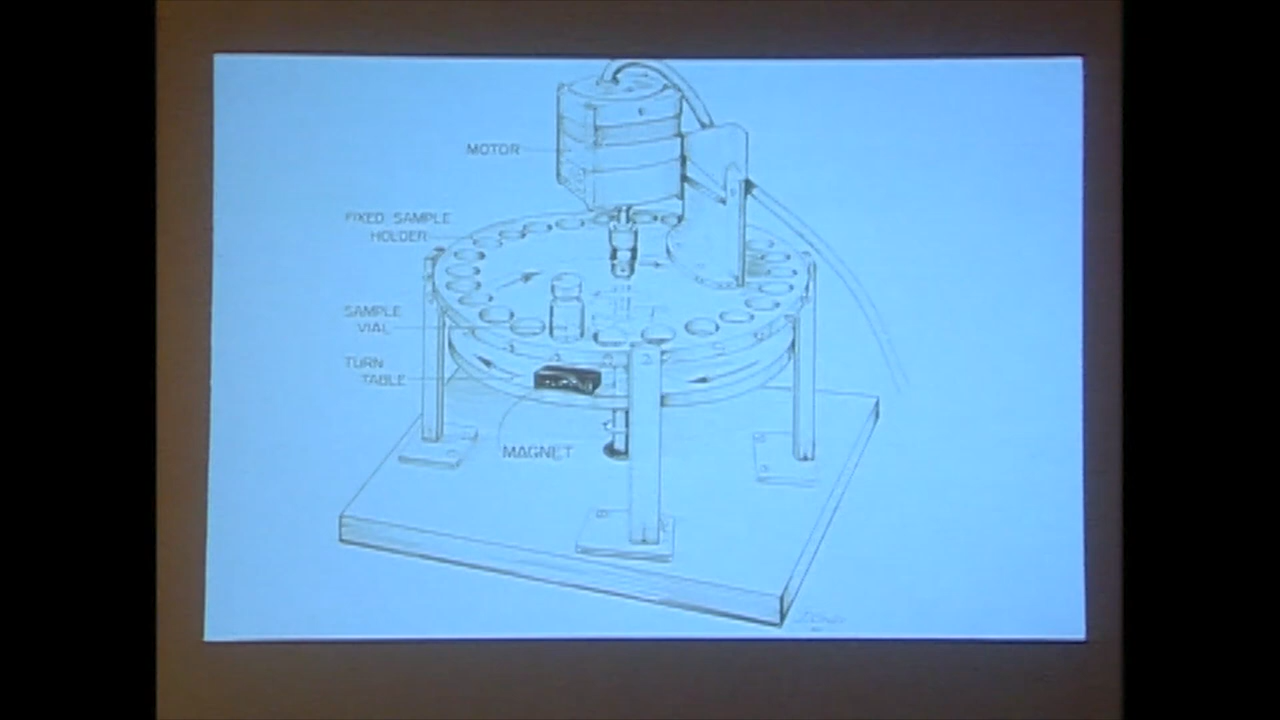 MOTOR
FIXED SAMPLE
HOLDER
SAMPLE
VIAL
TURN
TABLE
MAGNET